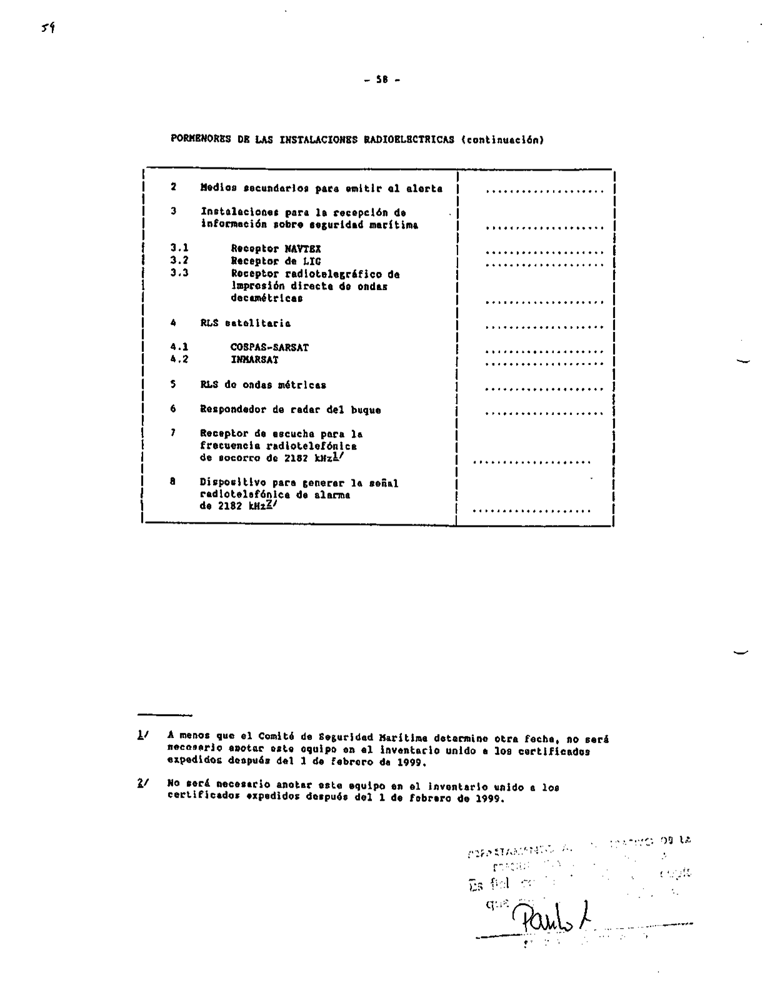 59
- 58 -
PORMENORES DE LAS INSTALACIONES RADIOELECTRICAS (continuación)
2 Medios secundarios para emitir el alerta ....................
3 Instalaciones para la recepción de
información sobre seguridad marítima ....................
3.1 Receptor NAVTEX ....................
3.2 Receptor de LIG ....................
3.3 Receptor radiotelegráfico de
impresión directa de ondas
decamétricas ....................
4 RLS satelitaria ....................
4.1 COSPAS-SARSAT ....................
4.2 INMARSAT ....................
5 RLS de ondas métricas ....................
6 Respondedor de radar del buque ....................
7 Receptor de escucha para la
frecuencia radiotelefónica
de socorro de 2182 kHz1/ ....................
8 Dispositivo para generar la señal
radiotelefónica de alarma
de 2182 kHz2/ ....................
1/ A menos que el Comité de Seguridad Marítima determine otra fecha, no será
necesario anotar este equipo en el inventario unido a los certificados
expedidos después del 1 de febrero de 1999.
2/ No será necesario anotar este equipo en el inventario unido a los
certificados expedidos después del 1 de febrero de 1999.
DE LA
Es fiel
que